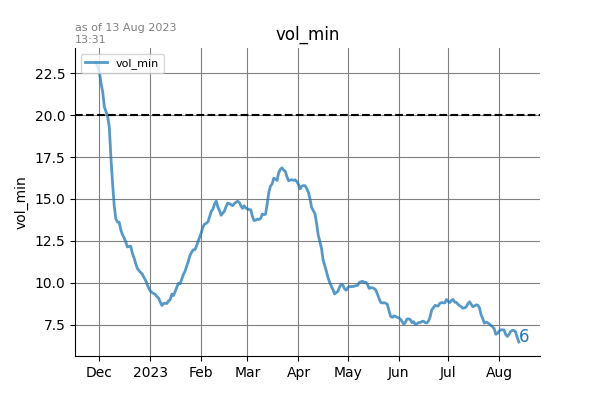 as of 13 Aug 2023
13:31
vol_min
vol_min
22.5
20.0
17.5
15.0
12.5
10.0
7.5
vol_min
6
Dec 2023 Feb Mar Apr May Jun Jul Aug